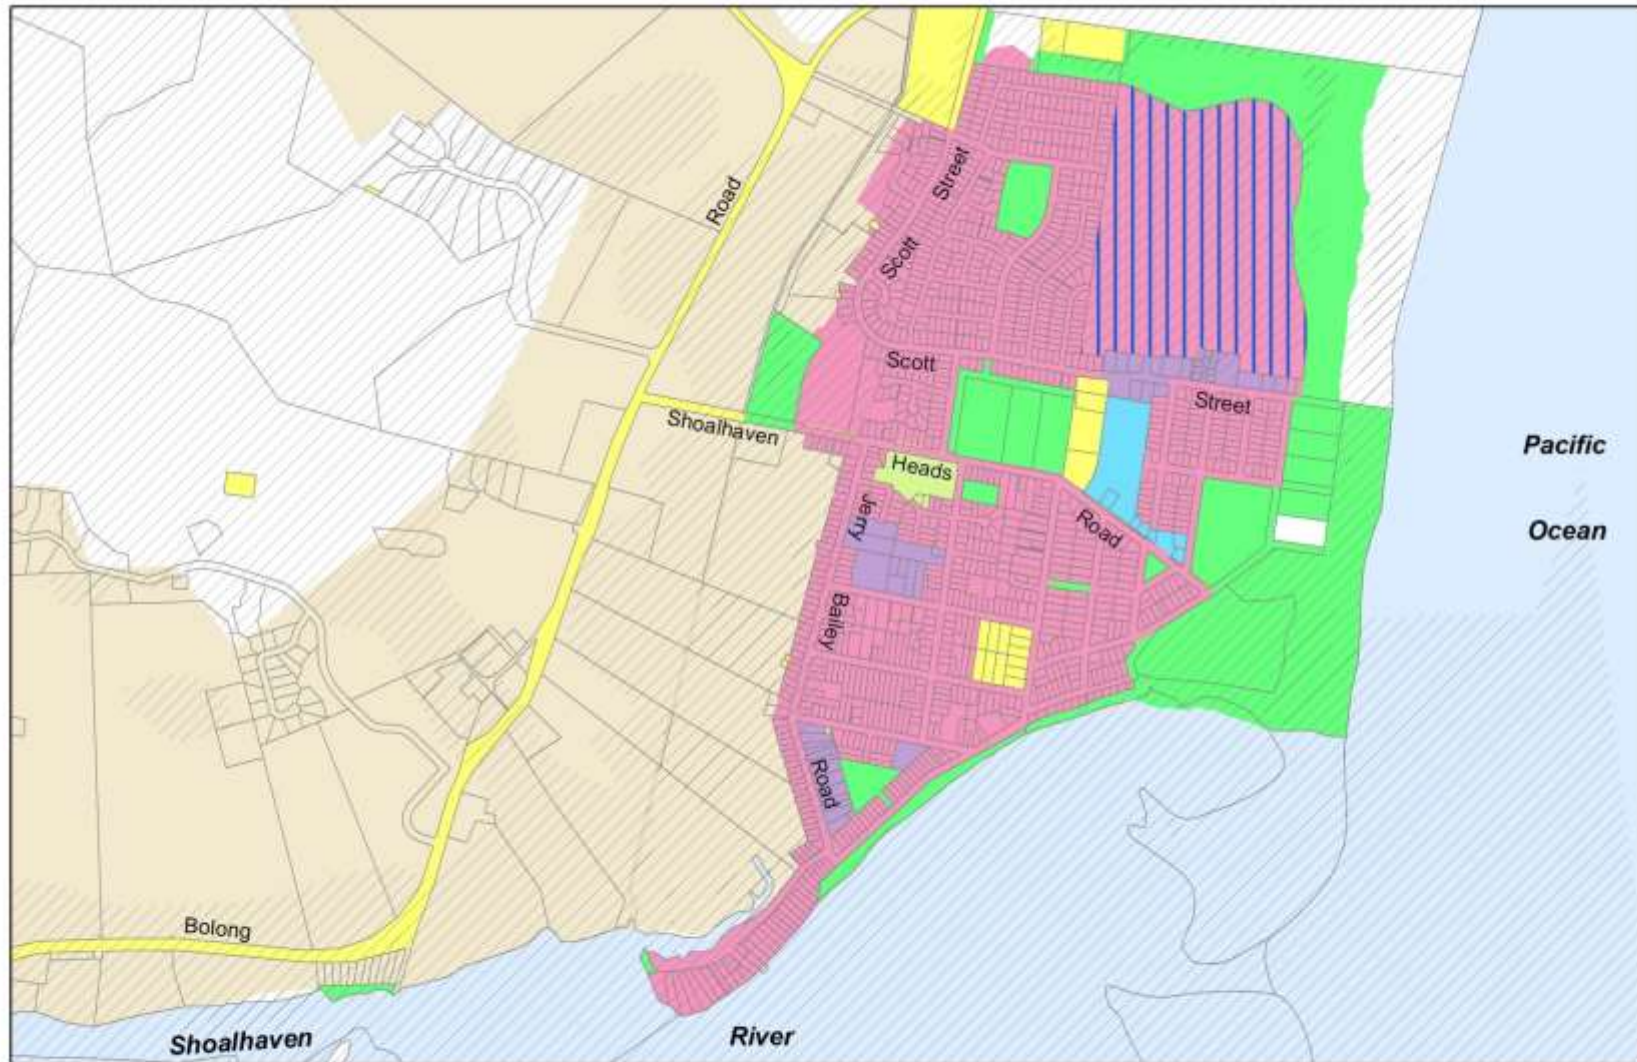 Street
Road
Scott
Scott
Street
Shoalhaven
Heads
Road
Jerry
Bailey
Road
Pacific
Ocean
Bolong
Shoalhaven
River